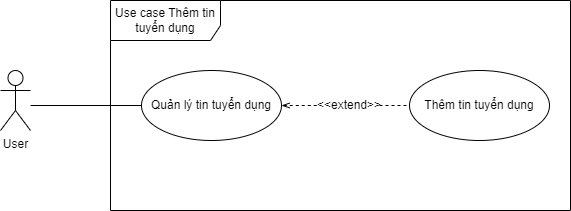 Use case Thêm tin
tuyển dụng
Quản lý tin tuyển dụng
<<extend>>
Thêm tin tuyển dụng
User